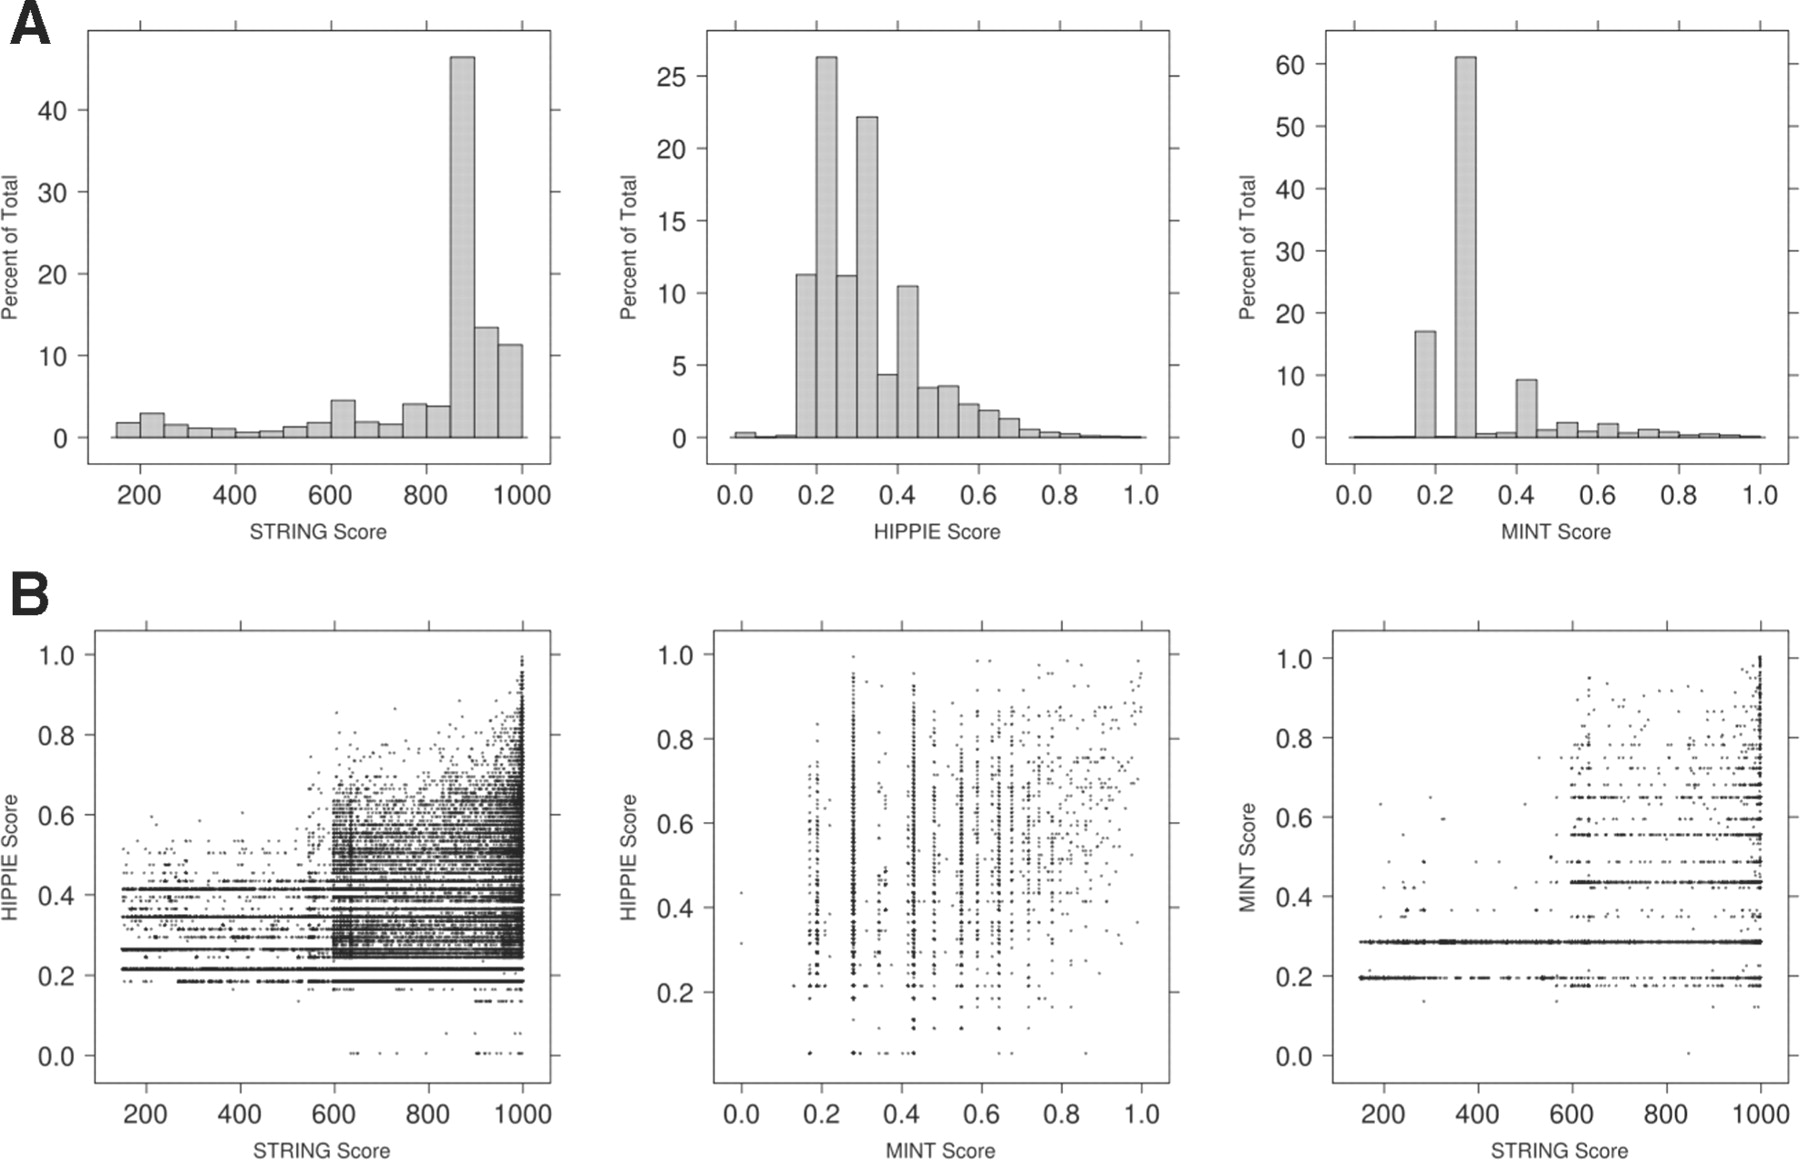 A
Percent of Total
40
30
20
10
0
200 400 600 800 1000
STRING Score
Percent of Total
25
20
15
10
5
0
0.0 0.2 0.4 0.6 0.8 1.0
HIPPIE Score
Percent of Total
60
50
40
30
20
10
0
0.0 0.2 0.4 0.6 0.8 1.0
MINT Score
B
HIPPIE Score
1.0
0.8
0.6
0.4
0.2
0.0
200 400 600 800 1000
STRING Score
HIPPIE Score
1.0
0.8
0.6
0.4
0.2
0.0 0.2 0.4 0.6 0.8 1.0
MINT Score
MINT Score
1.0
0.8
0.6
0.4
0.2
0.0
200 400 600 800 1000
STRING Score